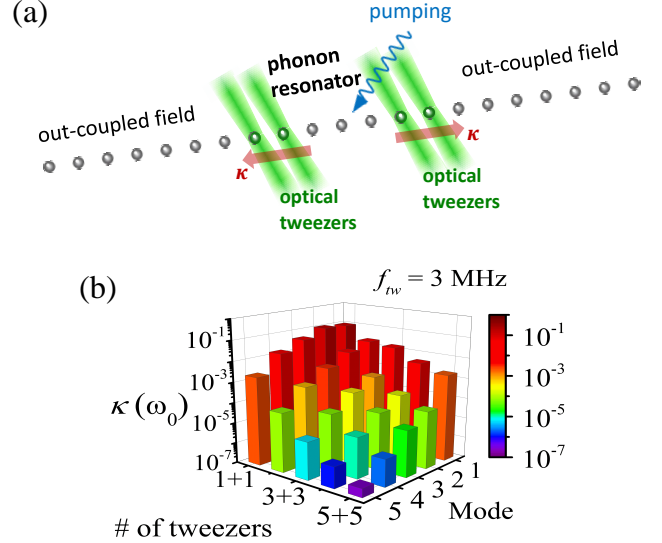 (a)
pumping
phonon
resonator
out-coupled field
out-coupled field
κ
κ
optical
tweezers
optical
tweezers
(b)
f_tw = 3 MHz
10^-1
10^-3
10^-5
10^-7
κ (ω_0)
1+1
3+3
5+5
# of tweezers
5
4
3
2
1
Mode
10^-1
10^-3
10^-5
10^-7